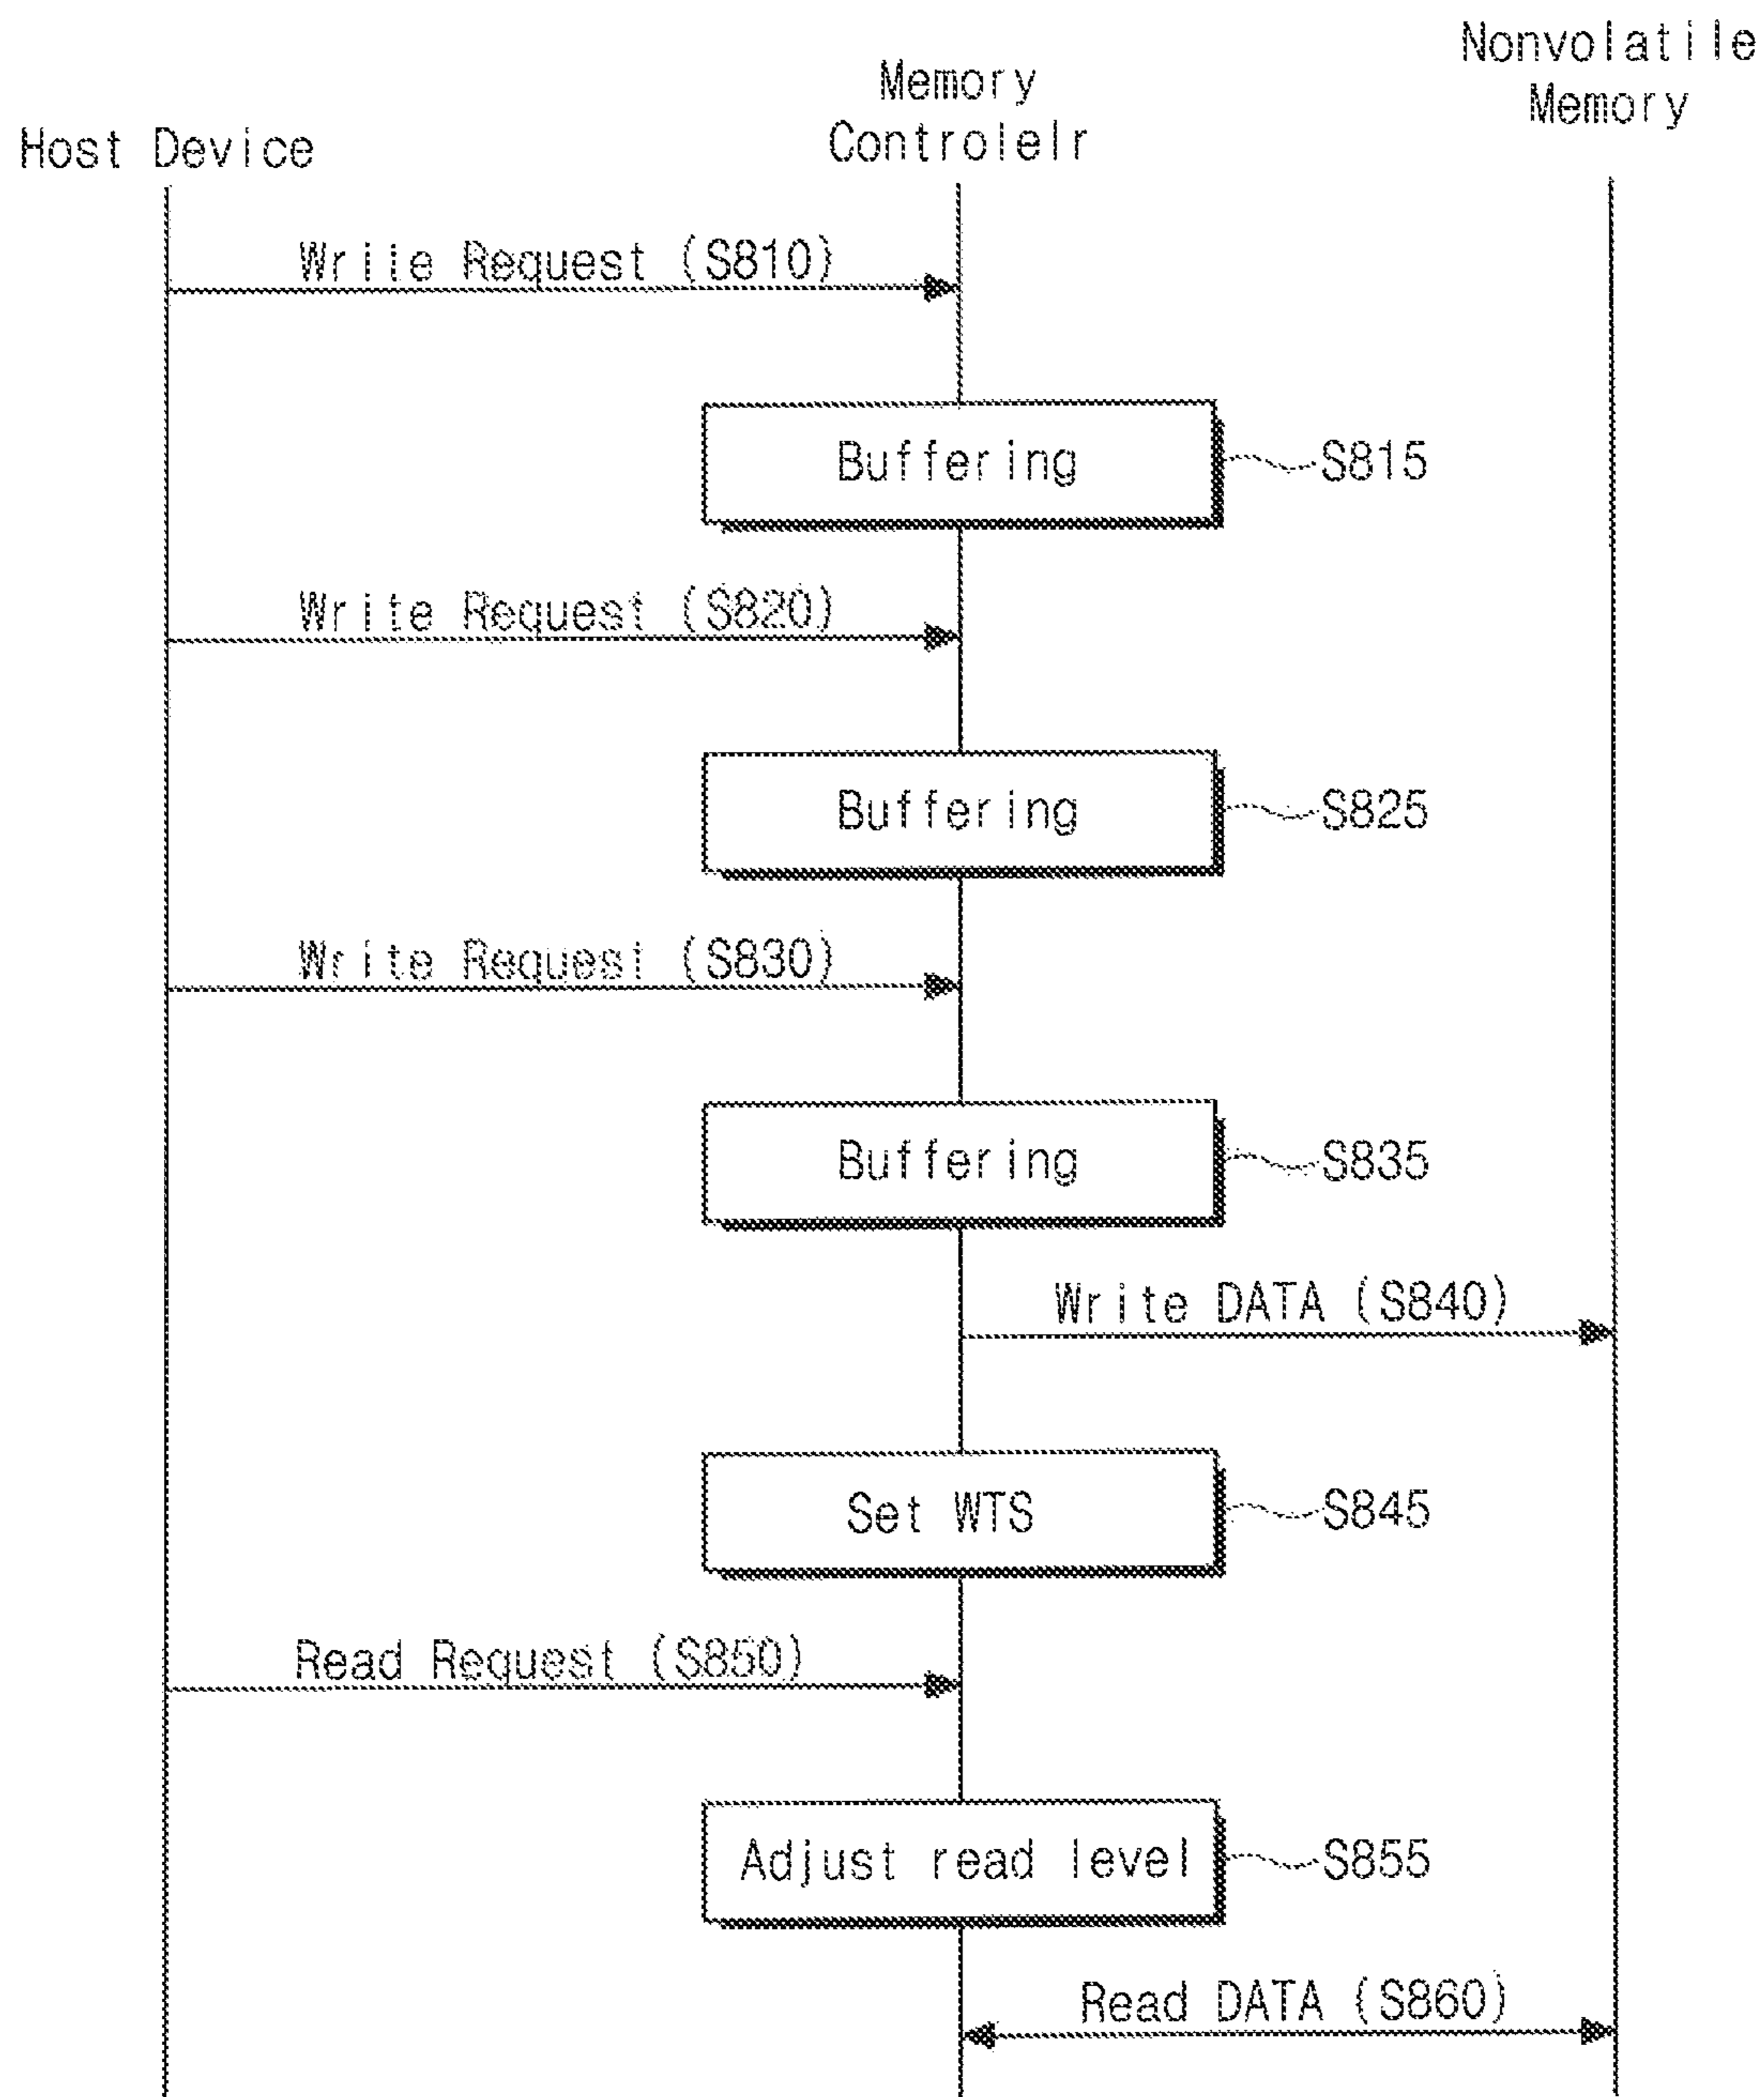 Nonvolatile
Memory
Memory
Controlelr
Host Device
Write Request (S810)
Buffering
S815
Write Request (S820)
Buffering
S825
Write Request (S830)
Buffering
S835
Write DATA (S840)
Set WTS
S845
Read Request (S850)
Adjust read level
S855
Read DATA (S860)